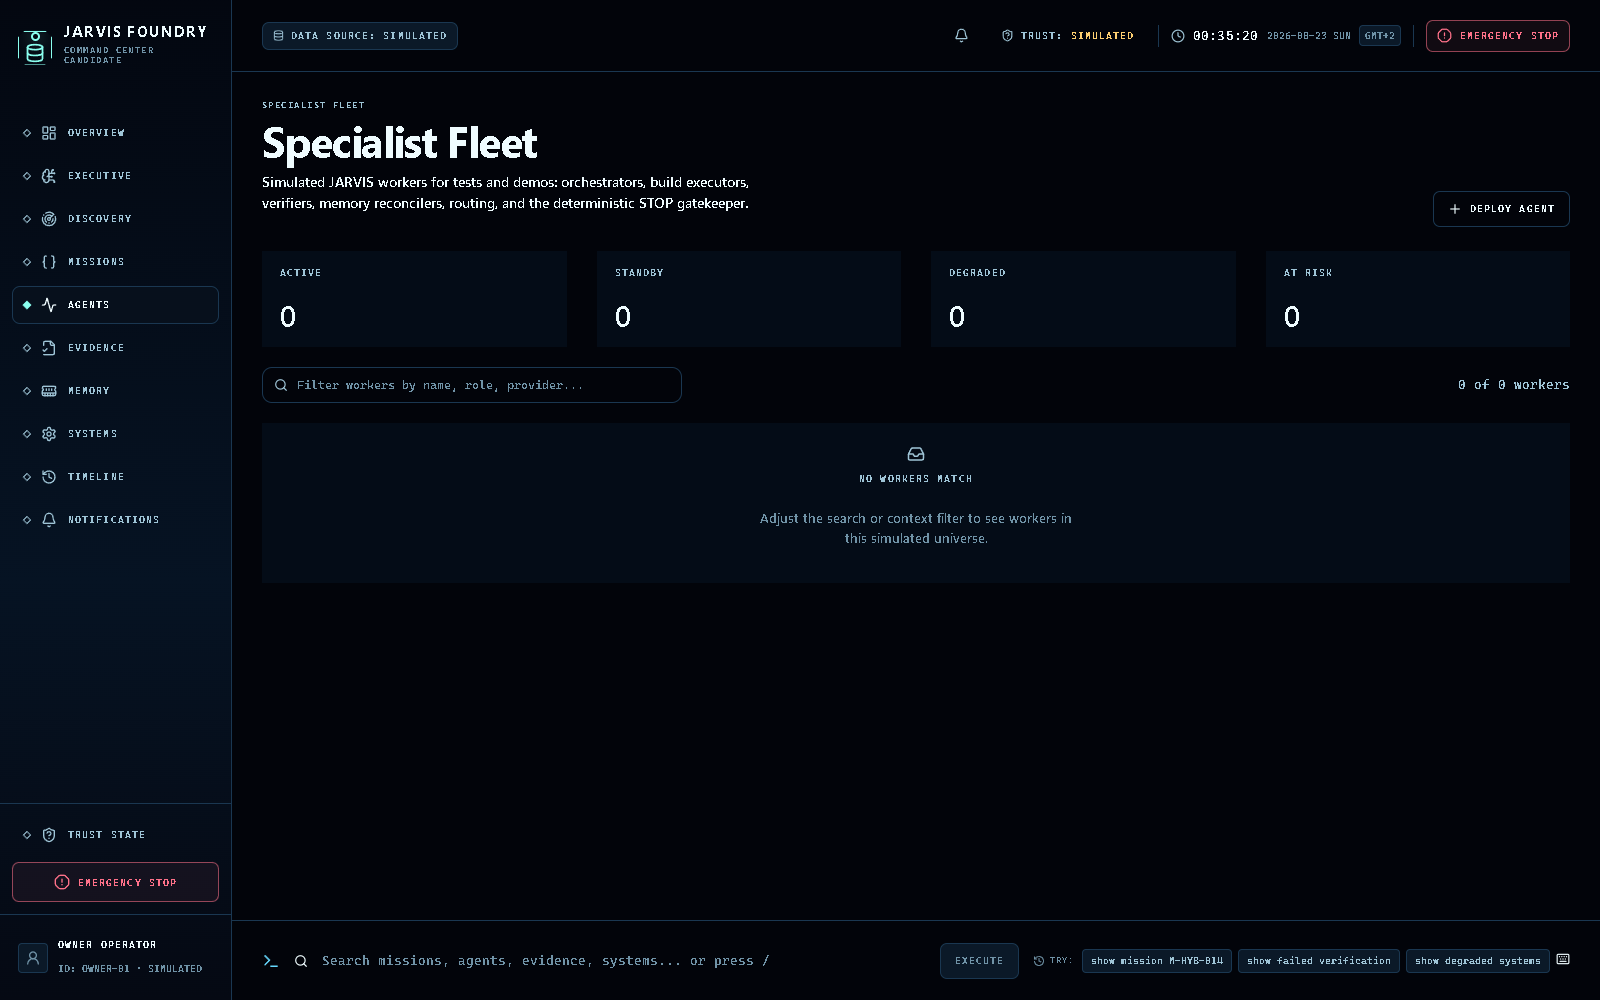 JARVIS FOUNDRY
COMMAND CENTER
CANDIDATE
OVERVIEW
EXECUTIVE
DISCOVERY
MISSIONS
AGENTS
EVIDENCE
MEMORY
SYSTEMS
TIMELINE
NOTIFICATIONS
TRUST STATE
EMERGENCY STOP
OWNER OPERATOR
ID: OWNER-01 • SIMULATED
DATA SOURCE: SIMULATED
TRUST: SIMULATED
00:35:20 2026-08-23 SUN GMT+2
EMERGENCY STOP
SPECIALIST FLEET
Specialist Fleet
Simulated JARVIS workers for tests and demos: orchestrators, build executors,
verifiers, memory reconcilers, routing, and the deterministic STOP gatekeeper.
DEPLOY AGENT
ACTIVE
0
STANDBY
0
DEGRADED
0
AT RISK
0
Filter workers by name, role, provider...
0 of 0 workers
NO WORKERS MATCH
Adjust the search or context filter to see workers in
this simulated universe.
Search missions, agents, evidence, systems... or press /
EXECUTE
TRY:
show mission M-HYB-014
show failed verification
show degraded systems